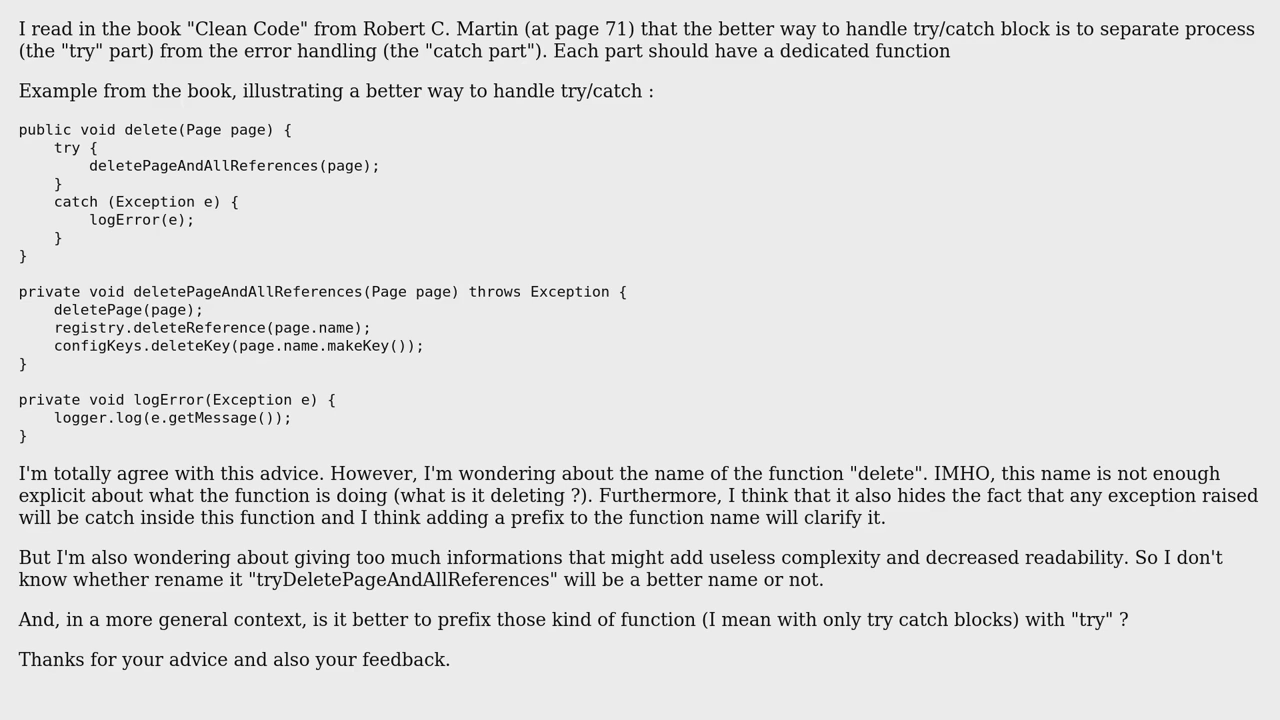 I read in the book "Clean Code" from Robert C. Martin (at page 71) that the better way to handle try/catch block is to separate process
(the "try" part) from the error handling (the "catch part"). Each part should have a dedicated function
Example from the book, illustrating a better way to handle try/catch :
public void delete(Page page) {
    try {
        deletePageAndAllReferences(page);
    }
    catch (Exception e) {
        logError(e);
    }
}
private void deletePageAndAllReferences(Page page) throws Exception {
    deletePage(page);
    registry.deleteReference(page.name);
    configKeys.deleteKey(page.name.makeKey());
}
private void logError(Exception e) {
    logger.log(e.getMessage());
}
I'm totally agree with this advice. However, I'm wondering about the name of the function "delete". IMHO, this name is not enough
explicit about what the function is doing (what is it deleting ?). Furthermore, I think that it also hides the fact that any exception raised
will be catch inside this function and I think adding a prefix to the function name will clarify it.
But I'm also wondering about giving too much informations that might add useless complexity and decreased readability. So I don't
know whether rename it "tryDeletePageAndAllReferences" will be a better name or not.
And, in a more general context, is it better to prefix those kind of function (I mean with only try catch blocks) with "try" ?
Thanks for your advice and also your feedback.